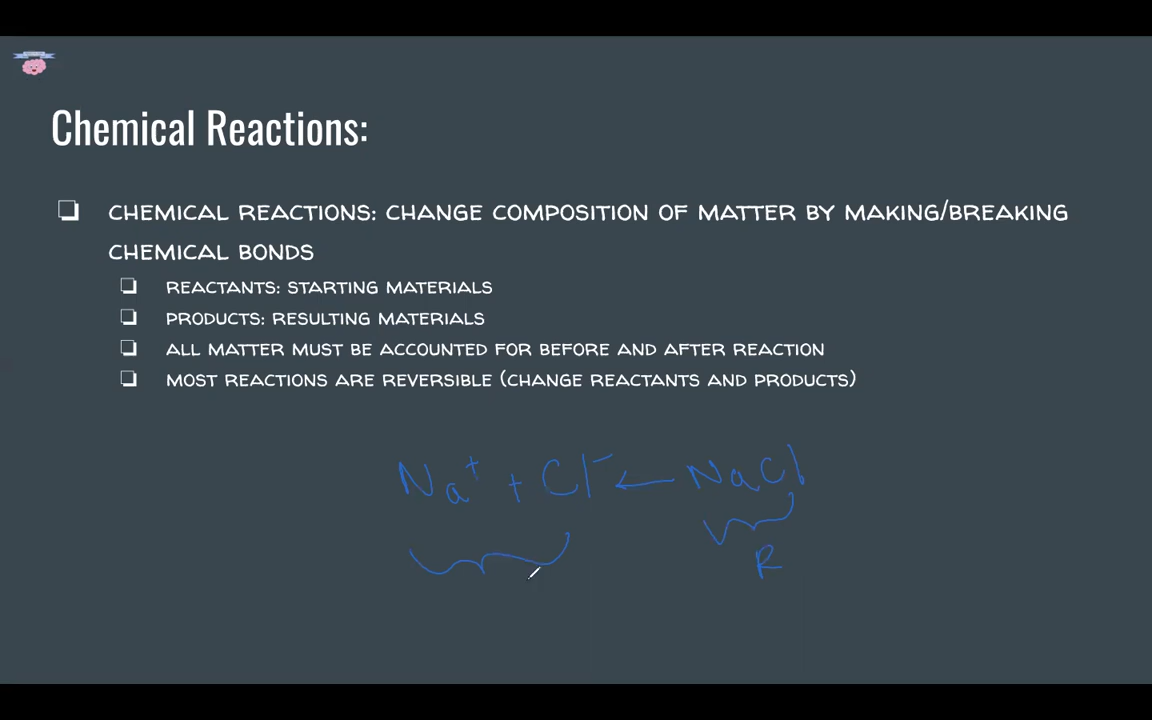 Chemical Reactions:
❏ CHEMICAL REACTIONS: CHANGE COMPOSITION OF MATTER BY MAKING/BREAKING
CHEMICAL BONDS
❏ REACTANTS: STARTING MATERIALS
❏ PRODUCTS: RESULTING MATERIALS
❏ ALL MATTER MUST BE ACCOUNTED FOR BEFORE AND AFTER REACTION
❏ MOST REACTIONS ARE REVERSIBLE (CHANGE REACTANTS AND PRODUCTS)
Na⁺ + Cl⁻ ← NaCl
R